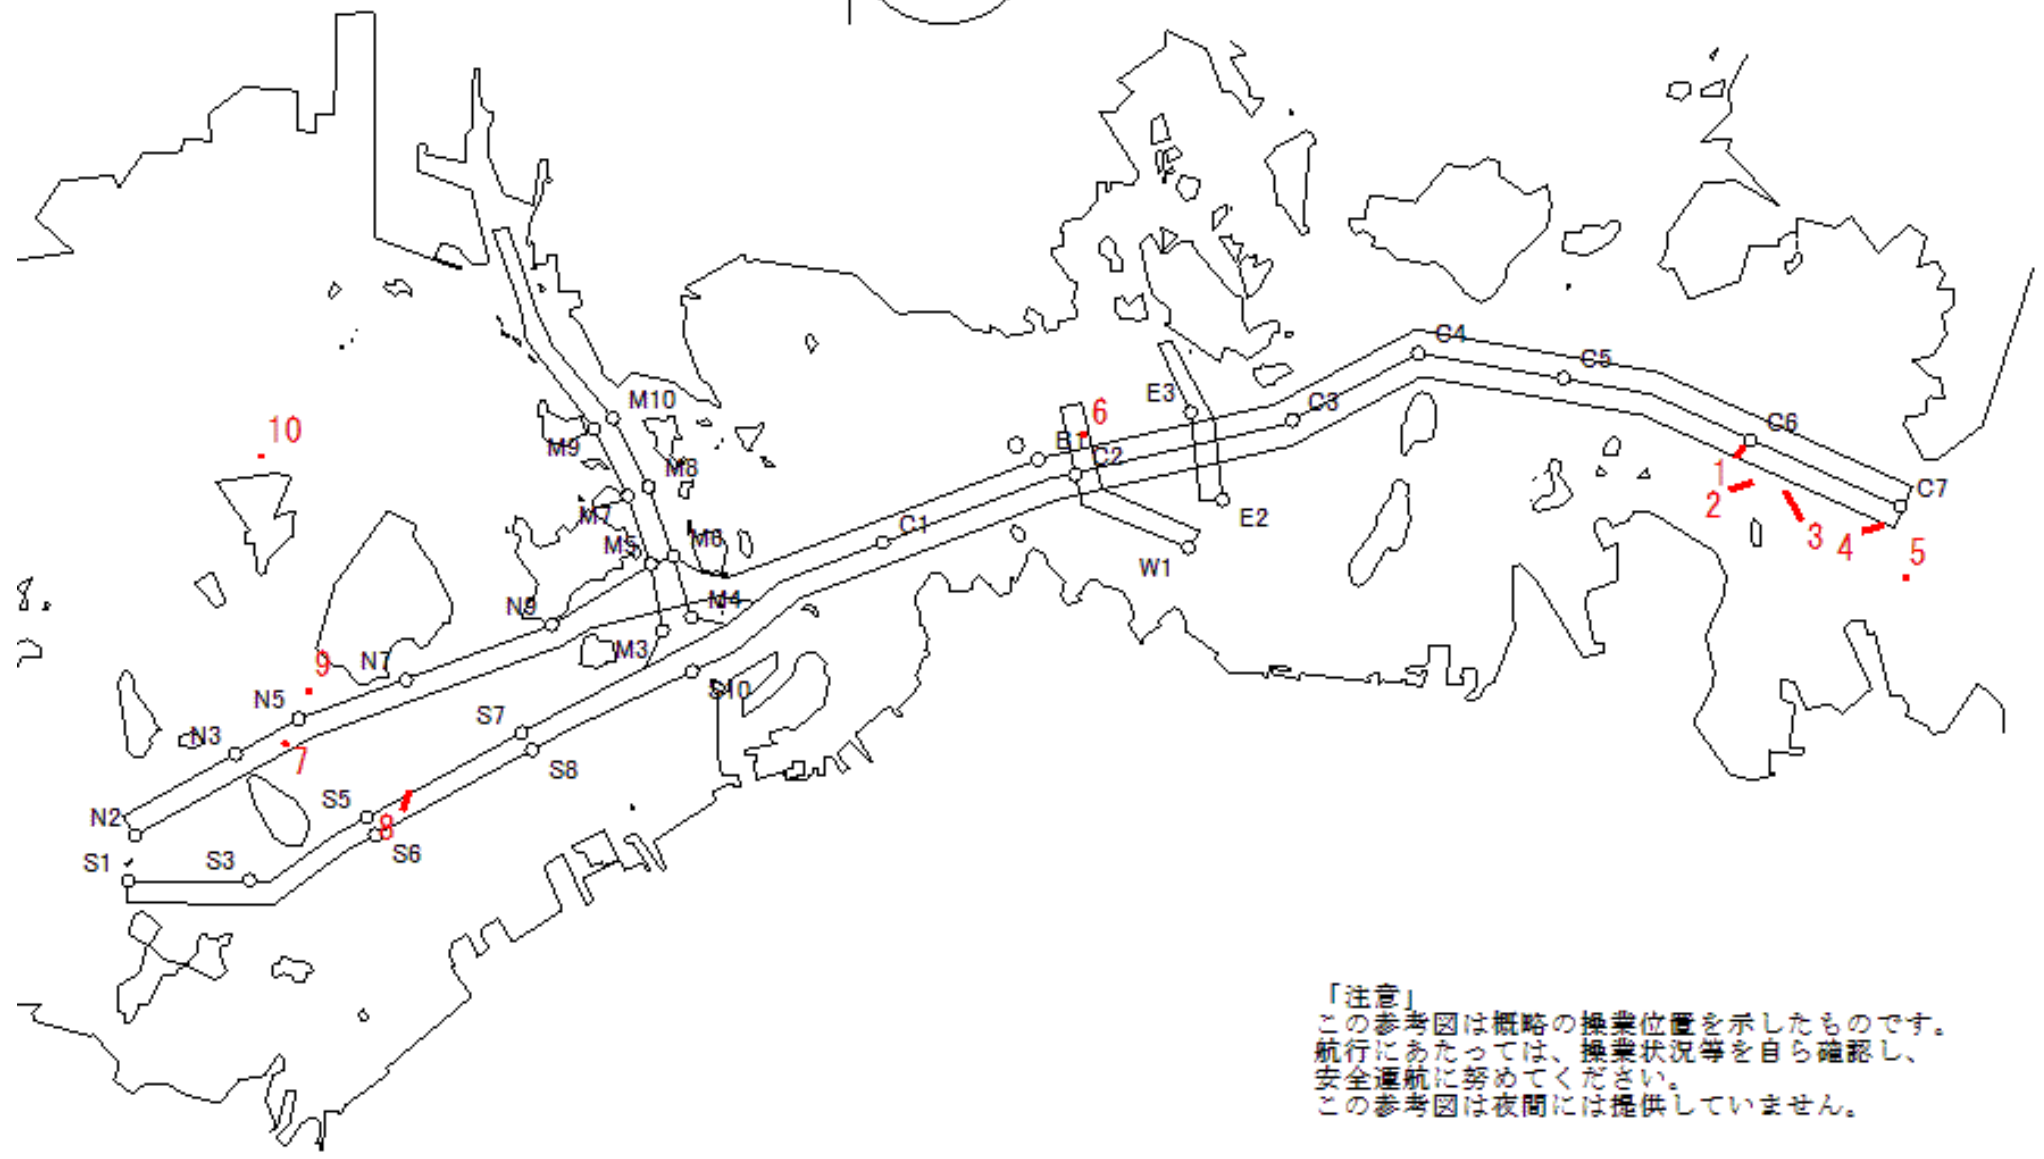 C4
C5
M10
E3
6
C3
C6
10
M9
B1
C2
M8
1
C7
M7
2
E2
C1
3
M5
M6
4
5
W1
N9
M4
M3
9
N7
N5
S10
S7
N3
7
S8
S5
N2
8
S6
S1
S3
「注意」
この参考図は概略の操業位置を示したものです。
航行にあたっては、操業状況等を自ら確認し、
安全運航に努めてください。
この参考図は夜間には提供していません。